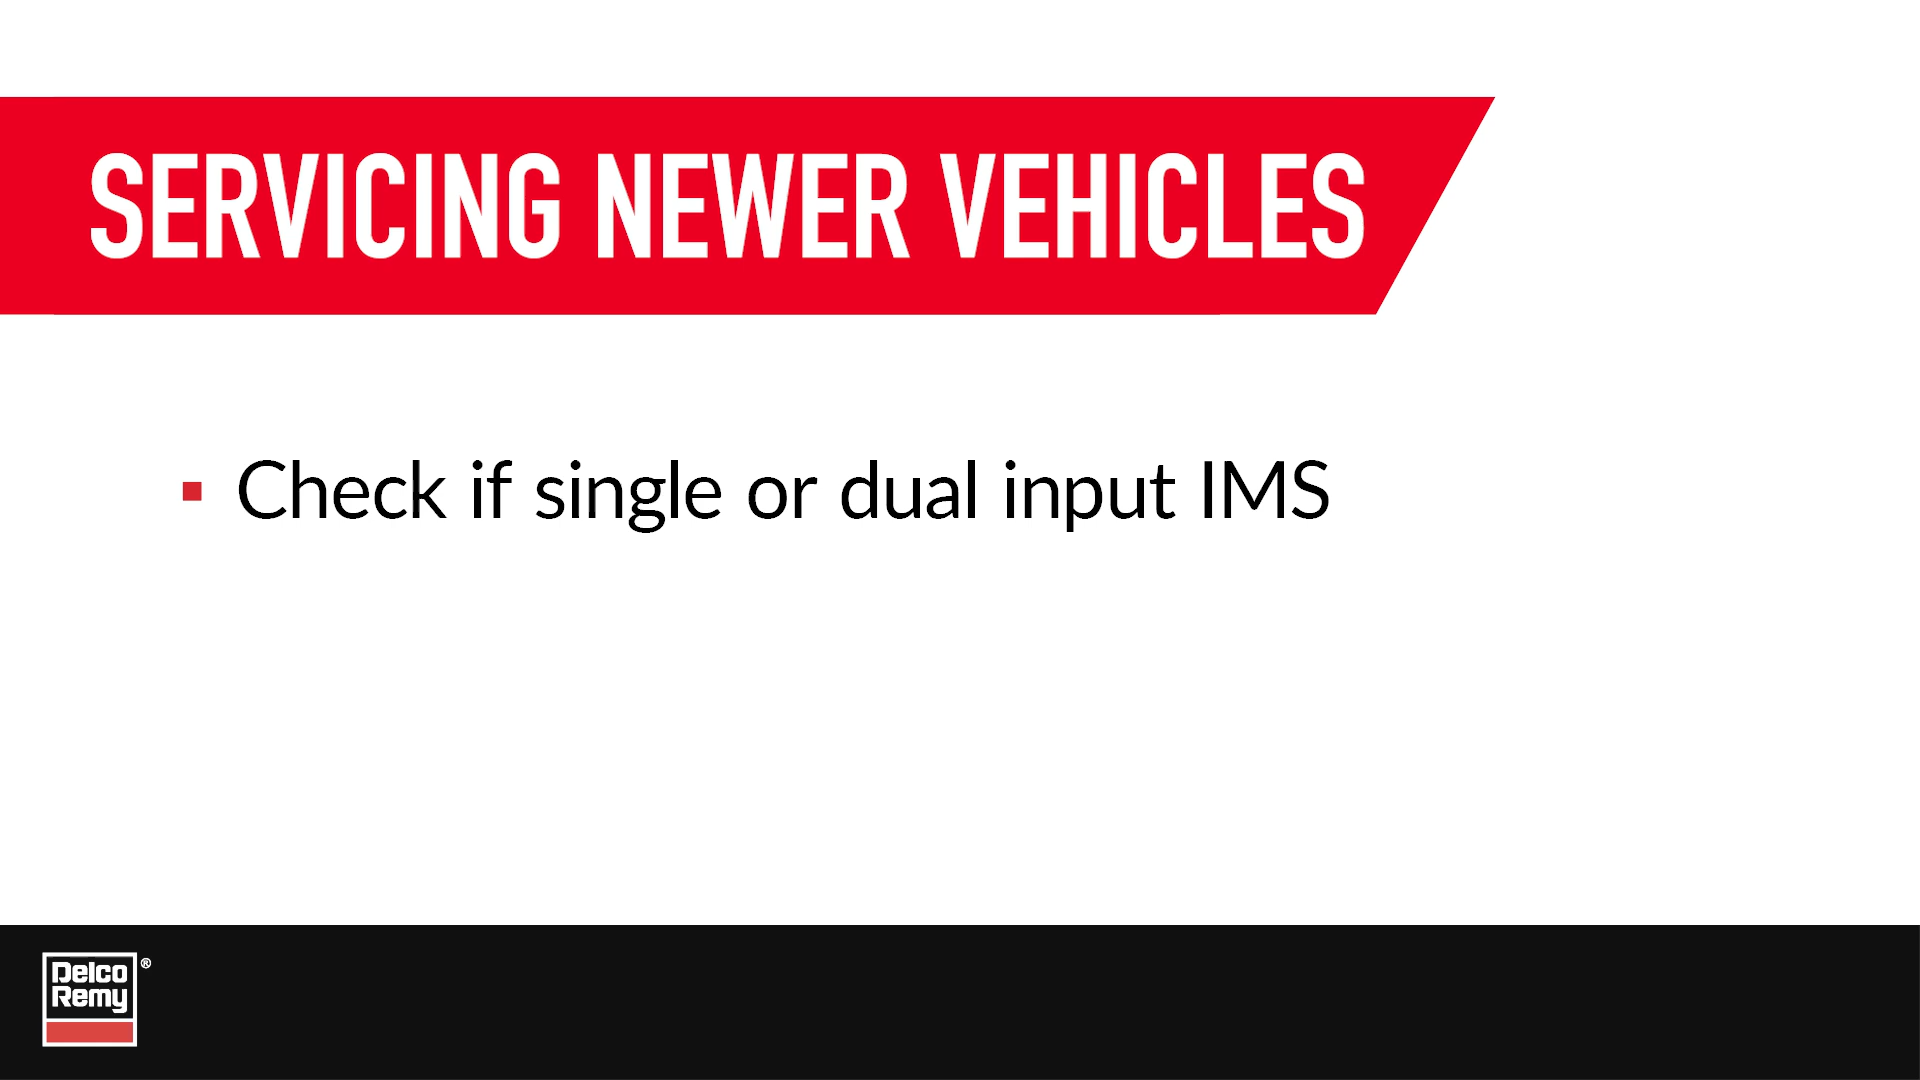 SERVICING NEWER VEHICLES
▪ Check if single or dual input IMS
Delco
Remy
®